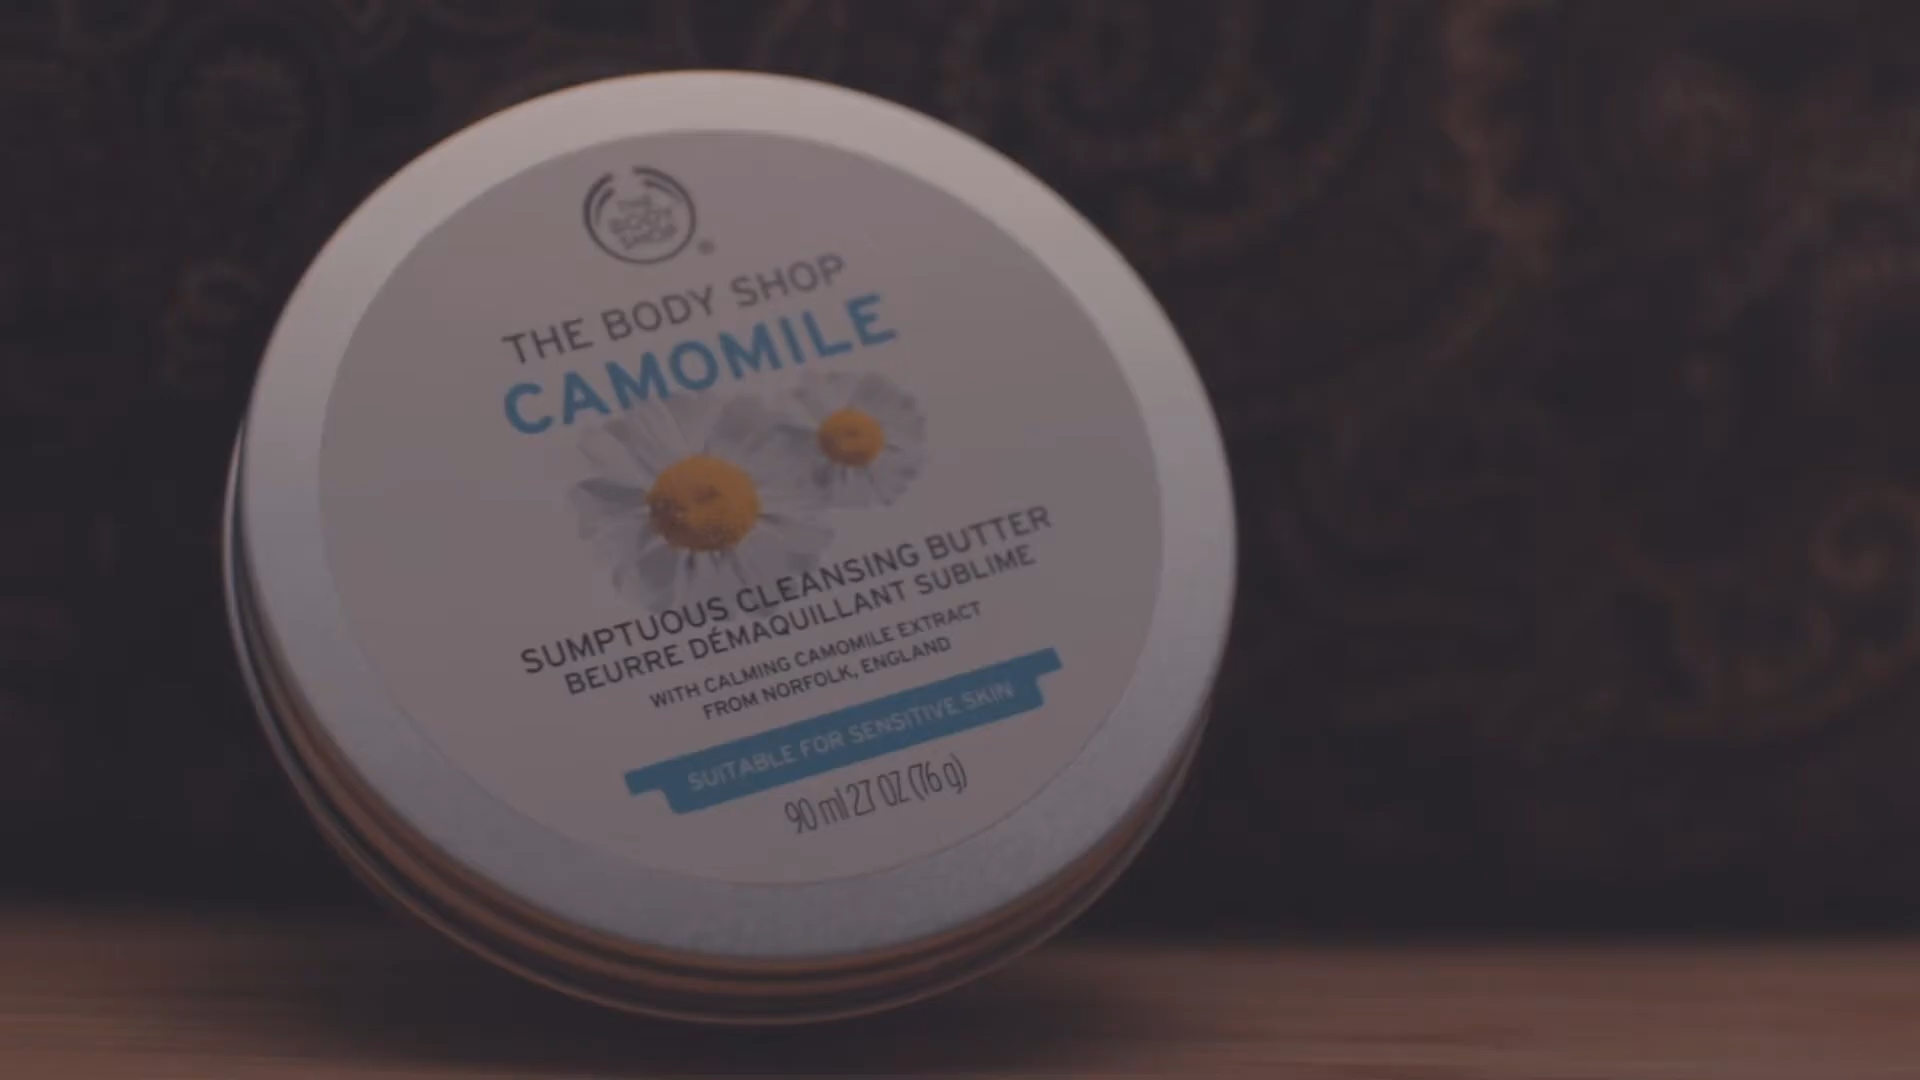 THE
BODY
SHOP
®
THE BODY SHOP
CAMOMILE
SUMPTUOUS CLEANSING BUTTER
BEURRE DÉMAQUILLANT SUBLIME
WITH CALMING CAMOMILE EXTRACT
FROM NORFOLK, ENGLAND
SUITABLE FOR SENSITIVE SKIN
90 ml 2.7 OZ (76 g)